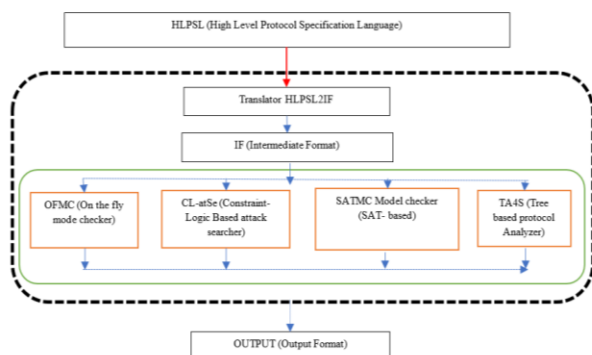 HLPSL (High Level Protocol Specification Language)
Translator HLPSL2IF
IF (Intermediate Format)
OFMC (On the fly
mode checker)
CL-atSe (Constraint-
Logic Based attack
searcher)
SATMC Model checker
(SAT- based)
TA4S (Tree
based protocol
Analyzer)
OUTPUT (Output Format)